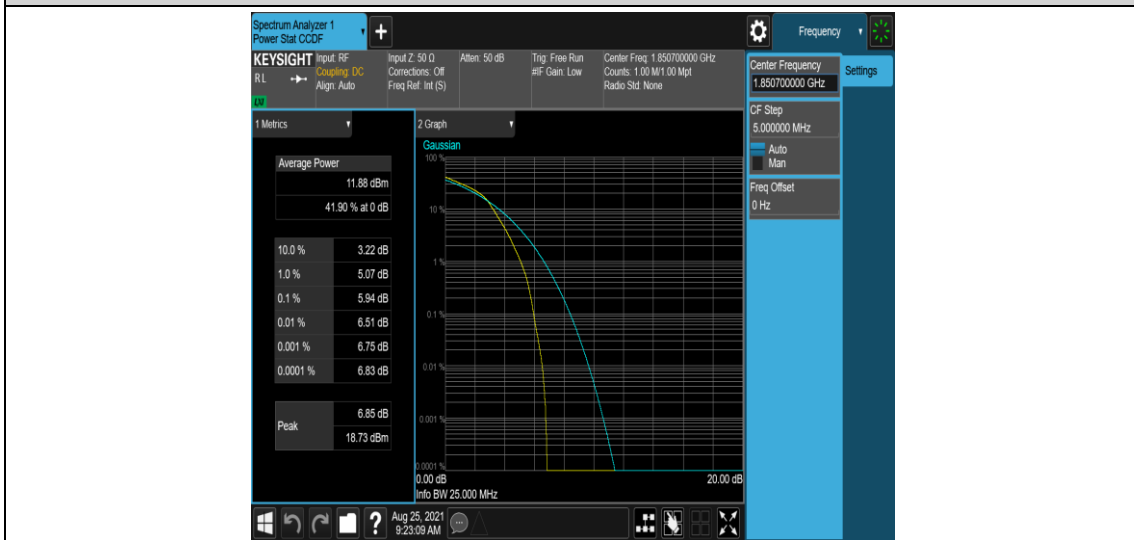 Spectrum Analyzer 1
Power Stat CCDF
+
Frequency
KEYSIGHT
RL
Input: RF
Coupling: DC
Align: Auto
Input Z: 50 Ω
Corrections: Off
Freq Ref: Int (S)
Atten: 50 dB
Trig: Free Run
#IF Gain: Low
Center Freq: 1.850700000 GHz
Counts: 1.00 M/1.00 Mpt
Radio Std: None
Center Frequency
1.850700000 GHz
Settings
CF Step
5.000000 MHz
Auto
Man
Freq Offset
0 Hz
1 Metrics
Average Power
11.88 dBm
41.90 % at 0 dB
10.0 % 3.22 dB
1.0 % 5.07 dB
0.1 % 5.94 dB
0.01 % 6.51 dB
0.001 % 6.75 dB
0.0001 % 6.83 dB
Peak
6.85 dB
18.73 dBm
2 Graph
Gaussian
100 %
10 %
1 %
0.1 %
0.01 %
0.001 %
0.0001 %
0.00 dB 20.00 dB
Info BW 25.000 MHz
?
Aug 25, 2021
9:23:09 AM